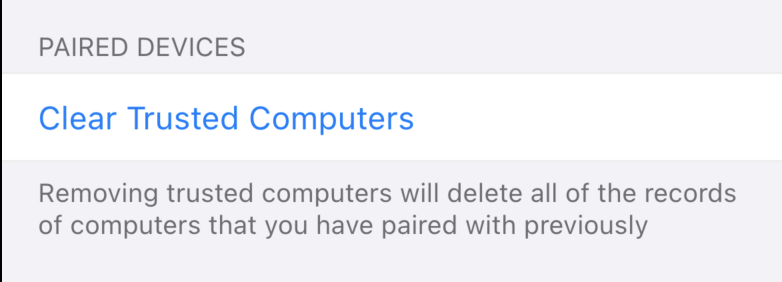 PAIRED DEVICES
Clear Trusted Computers
Removing trusted computers will delete all of the records
of computers that you have paired with previously